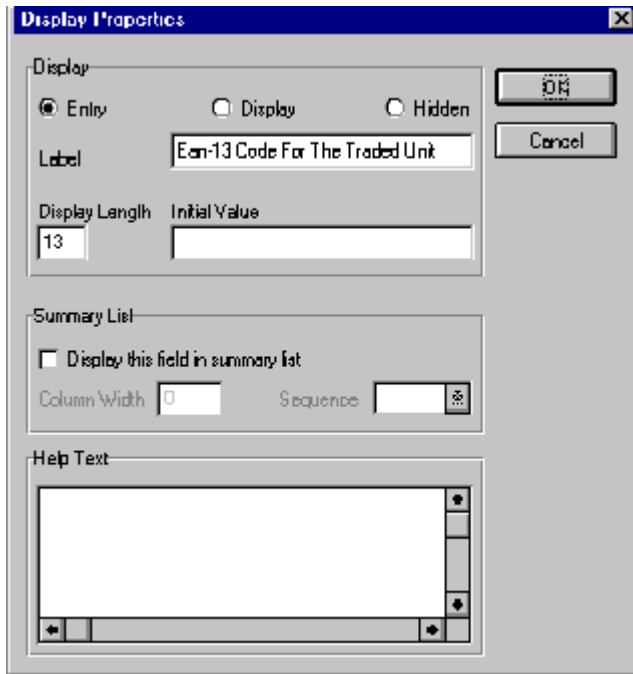 Display Properties
Display
OK
Entry
Display
Hidden
Cancel
Label
Ean-13 Code For The Traded Unit
Display Length
Initial Value
13
Summary List
Display this field in summary list
Column Width
0
Sequence
Help Text